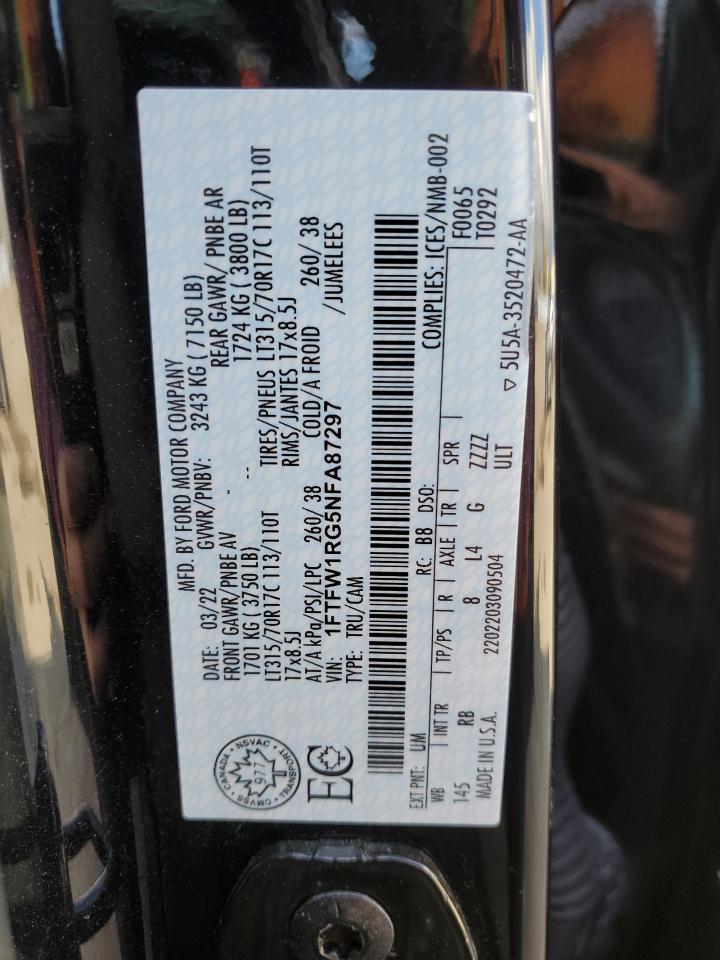 MFD. BY FORD MOTOR COMPANY
DATE: 03/22 GVWR/PNBV: 3243 KG ( 7150 LB)
FRONT GAWR/PNBE AV REAR GAWR/ PNBE AR
1701 KG ( 3750 LB) - -- 1724 KG ( 3800 LB)
LT315/70R17C 113/110T TIRES/PNEUS LT315/70R17C 113/110T
17x8.5J RIMS/JANTES 17x8.5J
AT/A kPa/PSI/LPC 260/ 38 COLD/A FROID 260/ 38
VIN: 1FTFW1RG5NFA87297 /JUMELEES
TYPE: TRU/CAM
CANADA · NSVAC · TRANSPORT · CMVSS
977
EC
EXT PNT: UM RC: B8 DSO: COMPLIES: ICES/NMB-002
WB | INT TR | TP/PS | R | AXLE | TR | SPR | F0065
145 RB 8 L4 G ZZZZ T0292
MADE IN U.S.A. 2202203090504 ULT ▽ 5U5A-3520472-AA